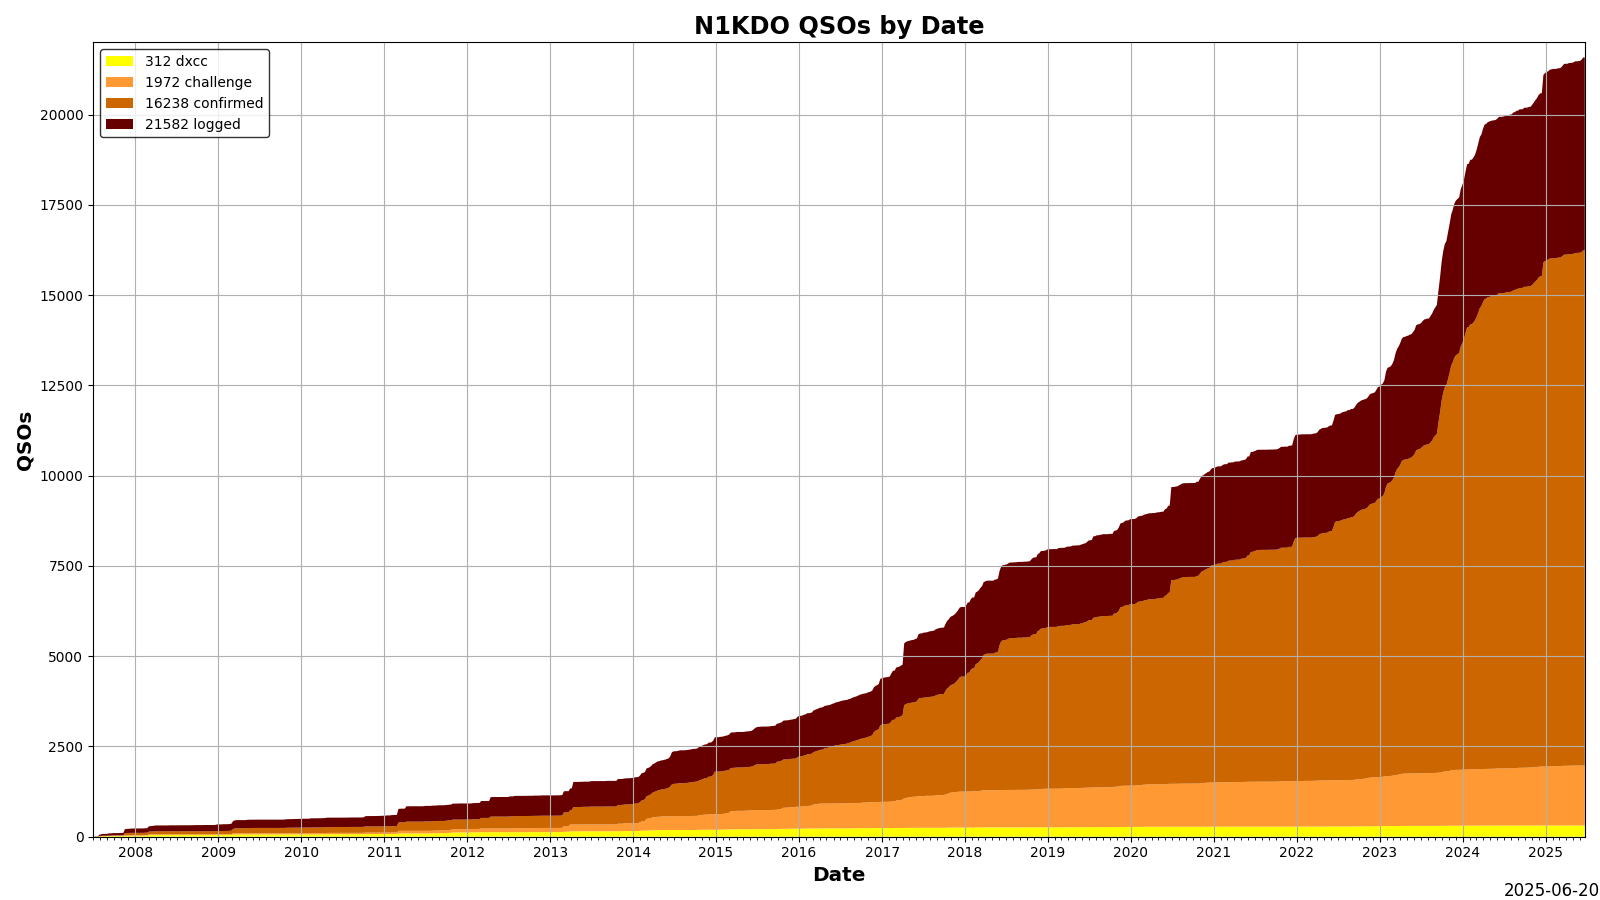 N1KDO QSOs by Date
312 dxcc
1972 challenge
16238 confirmed
21582 logged
20000
17500
15000
12500
10000
7500
5000
2500
0
QSOs
2008 2009 2010 2011 2012 2013 2014 2015 2016 2017 2018 2019 2020 2021 2022 2023 2024 2025
Date
2025-06-20